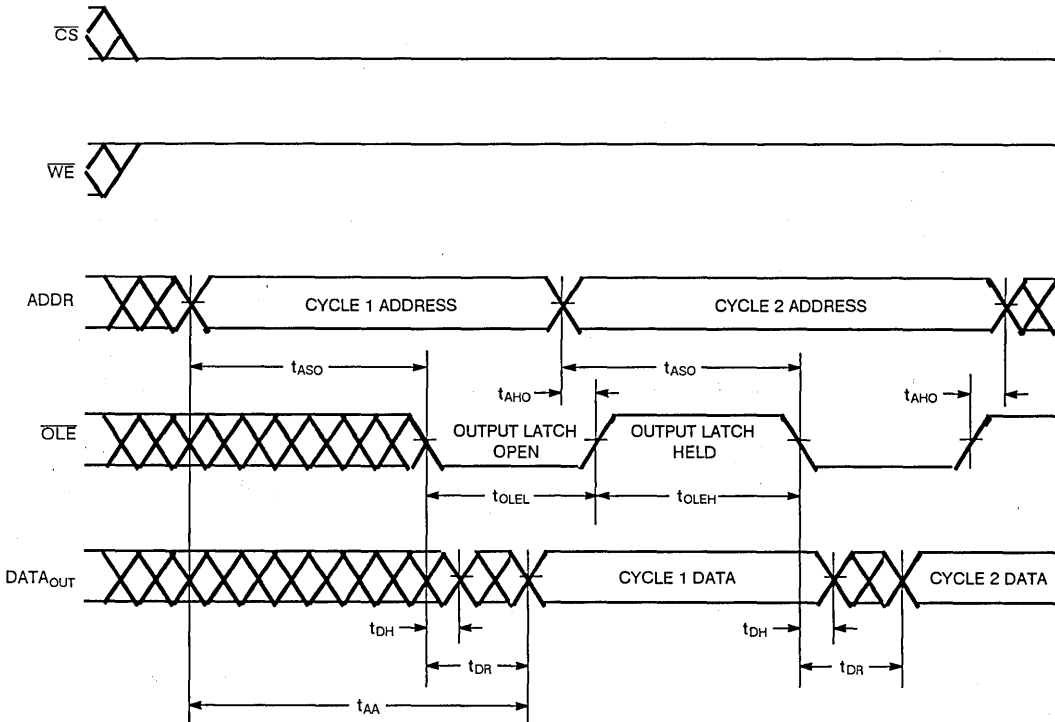 CS
WE
ADDR
CYCLE 1 ADDRESS
CYCLE 2 ADDRESS
tASO
tASO
tAHO
tAHO
OLE
OUTPUT LATCH
OPEN
OUTPUT LATCH
HELD
tOLEL
tOLEH
DATAOUT
CYCLE 1 DATA
CYCLE 2 DATA
tDH
tDH
tDR
tDR
tAA